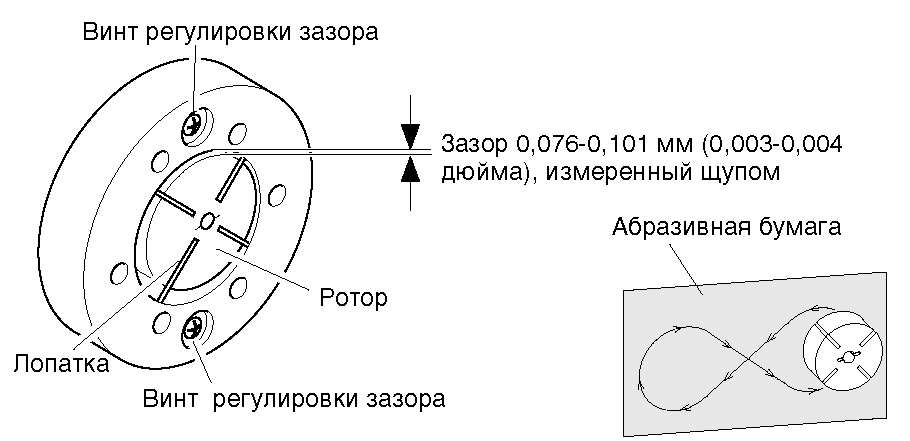 Винт регулировки зазора
Зазор 0,076-0,101 мм (0,003-0,004
дюйма), измеренный щупом
Абразивная бумага
Ротор
Лопатка
Винт регулировки зазора